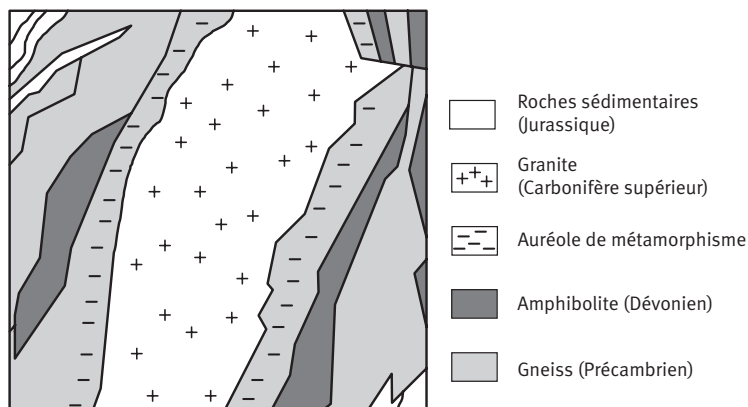 Roches sédimentaires
(Jurassique)
Granite
(Carbonifère supérieur)
Auréole de métamorphisme
Amphibolite (Dévonien)
Gneiss (Précambrien)